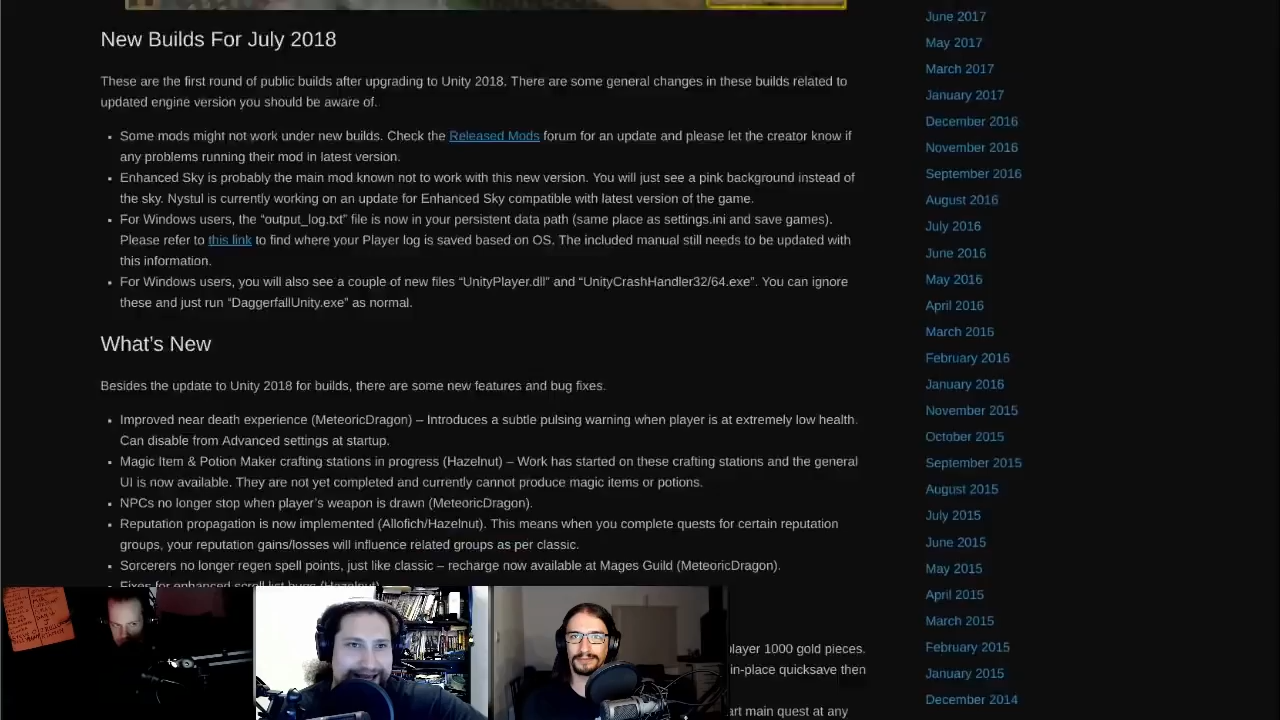 New Builds For July 2018
These are the first round of public builds after upgrading to Unity 2018. There are some general changes in these builds related to
updated engine version you should be aware of.
Some mods might not work under new builds. Check the Released Mods forum for an update and please let the creator know if
any problems running their mod in latest version.
Enhanced Sky is probably the main mod known not to work with this new version. You will just see a pink background instead of
the sky. Nystul is currently working on an update for Enhanced Sky compatible with latest version of the game.
For Windows users, the “output_log.txt” file is now in your persistent data path (same place as settings.ini and save games).
Please refer to this link to find where your Player log is saved based on OS. The included manual still needs to be updated with
this information.
For Windows users, you will also see a couple of new files “UnityPlayer.dll” and “UnityCrashHandler32/64.exe”. You can ignore
these and just run “DaggerfallUnity.exe” as normal.
What’s New
Besides the update to Unity 2018 for builds, there are some new features and bug fixes.
Improved near death experience (MeteoricDragon) – Introduces a subtle pulsing warning when player is at extremely low health.
Can disable from Advanced settings at startup.
Magic Item & Potion Maker crafting stations in progress (Hazelnut) – Work has started on these crafting stations and the general
UI is now available. They are not yet completed and currently cannot produce magic items or potions.
NPCs no longer stop when player’s weapon is drawn (MeteoricDragon).
Reputation propagation is now implemented (Allofich/Hazelnut). This means when you complete quests for certain reputation
groups, your reputation gains/losses will influence related groups as per classic.
Sorcerers no longer regen spell points, just like classic – recharge now available at Mages Guild (MeteoricDragon).
Fixes for enhanced scroll list bugs (Hazelnut)
player 1000 gold pieces.
in-place quicksave then
art main quest at any
June 2017
May 2017
March 2017
January 2017
December 2016
November 2016
September 2016
August 2016
July 2016
June 2016
May 2016
April 2016
March 2016
February 2016
January 2016
November 2015
October 2015
September 2015
August 2015
July 2015
June 2015
May 2015
April 2015
March 2015
February 2015
January 2015
December 2014